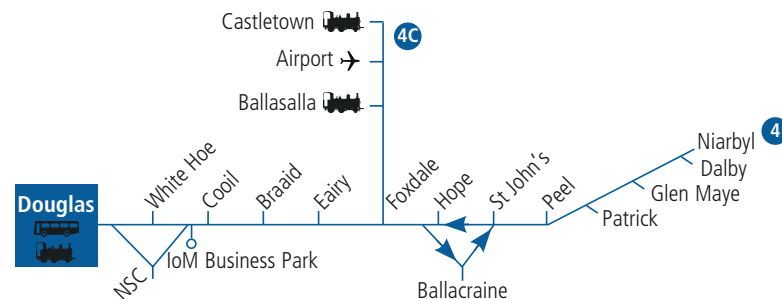 Castletown
4C
Airport
Ballasalla
4
Niarbyl
Dalby
Glen Maye
Patrick
Douglas
White Hoe
Cooil
Braaid
Eairy
Foxdale
Hope
St John's
Peel
NSC
IoM Business Park
Ballacraine